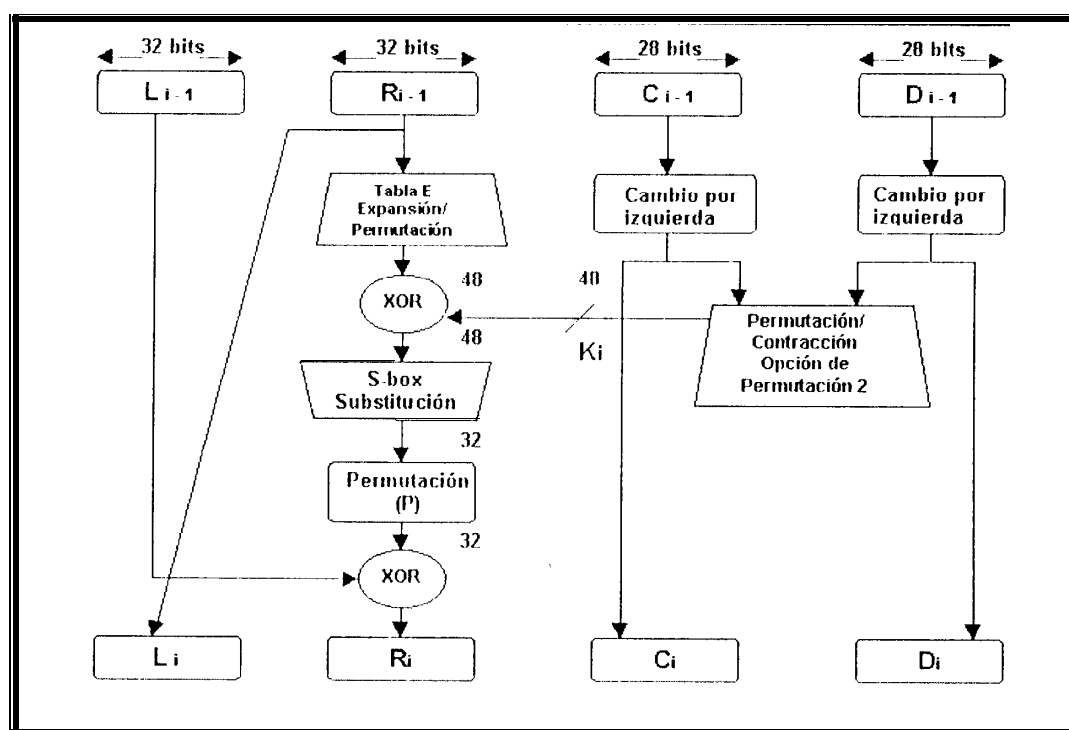 32 bits
32 bits
28 bits
28 bits
L i - 1
R i - 1
C i - 1
D i - 1
Tabla E
Expansión/
Permutación
Cambio por
izquierda
Cambio por
izquierda
48
48
XOR
48
Ki
Permutación/
Contracción
Opción de
Permutación 2
S-box
Substitución
32
Permutación
(P)
32
XOR
L i
Ri
Ci
Di